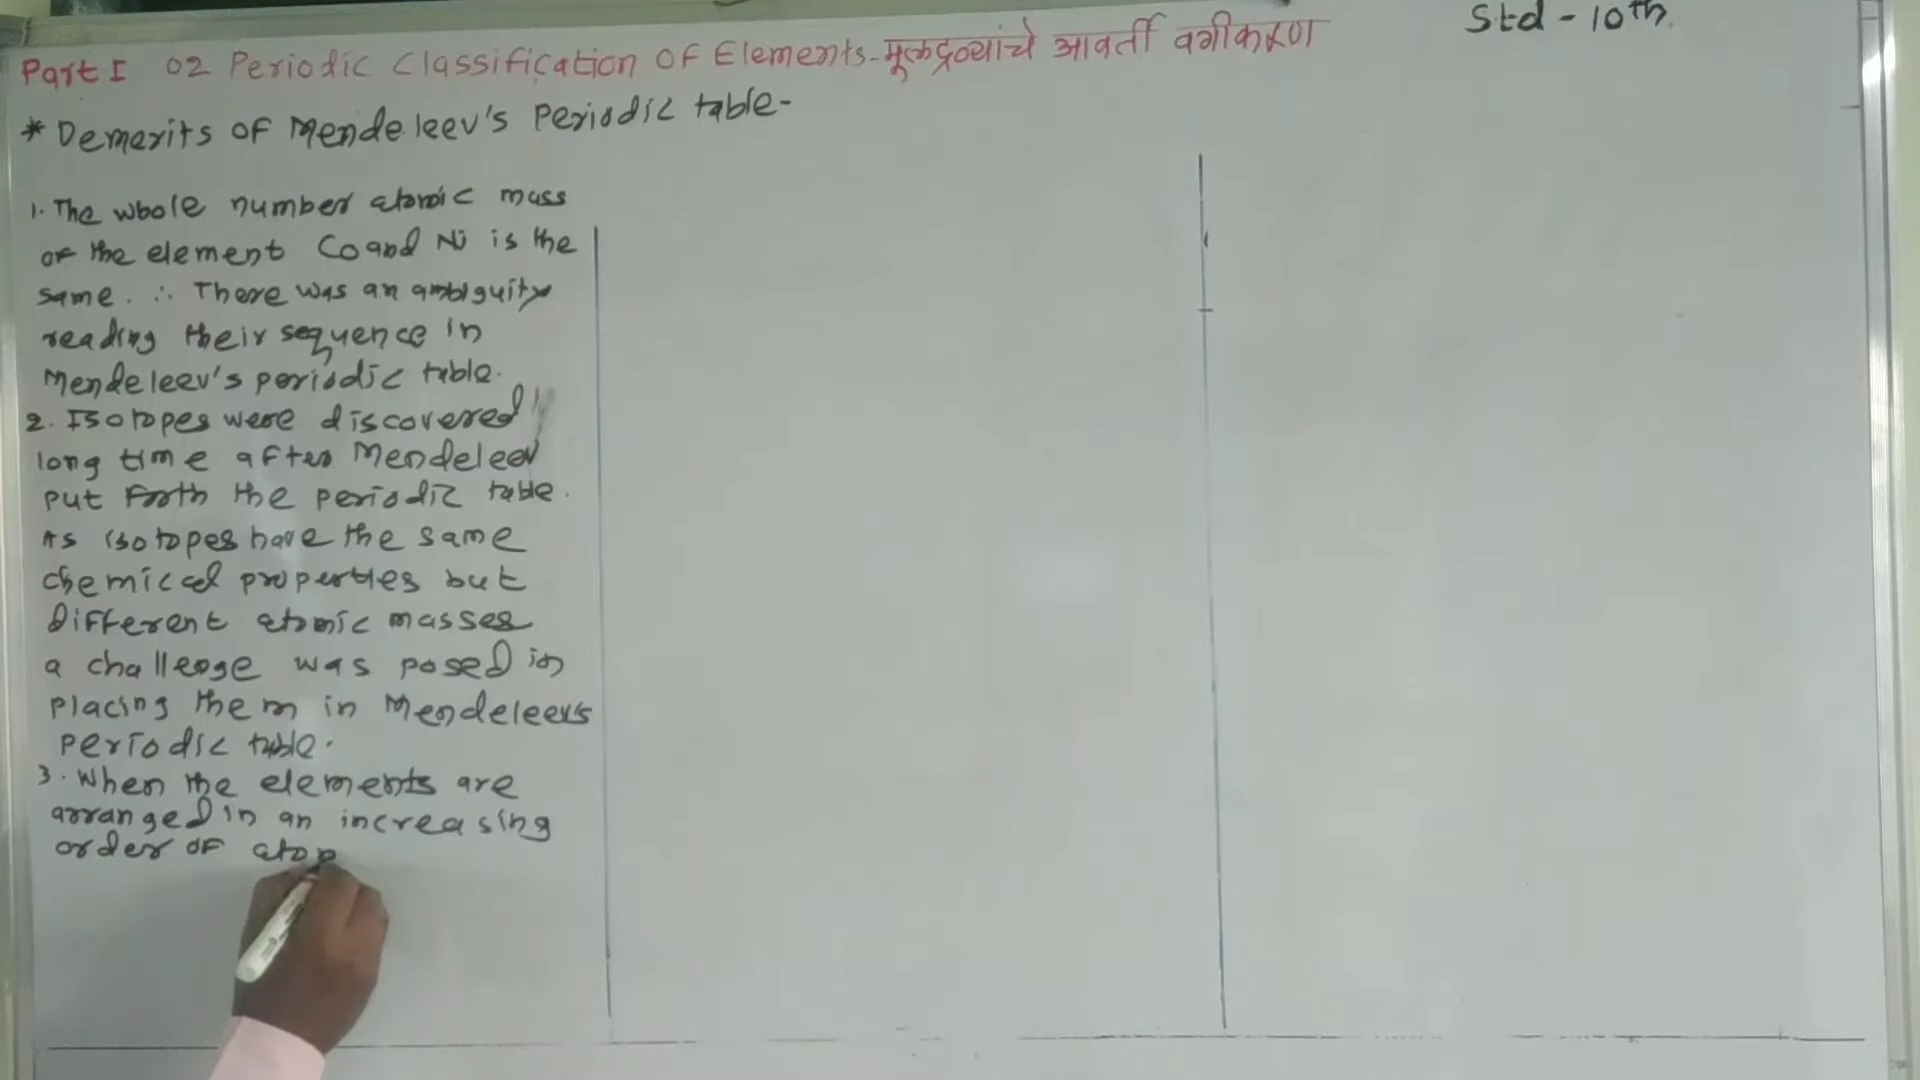 Part I 02 Periodic Classification OF Elements-मूलद्रव्यांचे आवर्ती वर्गीकरण
Std - 10th.
* Demerits of Mendeleev's Periodic table-
1. The whole number atomic mass
of the element Co and Ni is the
same. ∴ There was an ambiguity
reading their sequence in
Mendeleev's periodic table.
2. Isotopes were discovered
long time after Mendeleev
put forth the periodic table.
As isotopes have the same
chemical properties but
Different atomic masses
a challenge was posed in
placing them in Mendeleev's
periodic table.
3. When the elements are
arranged in an increasing
order of atom